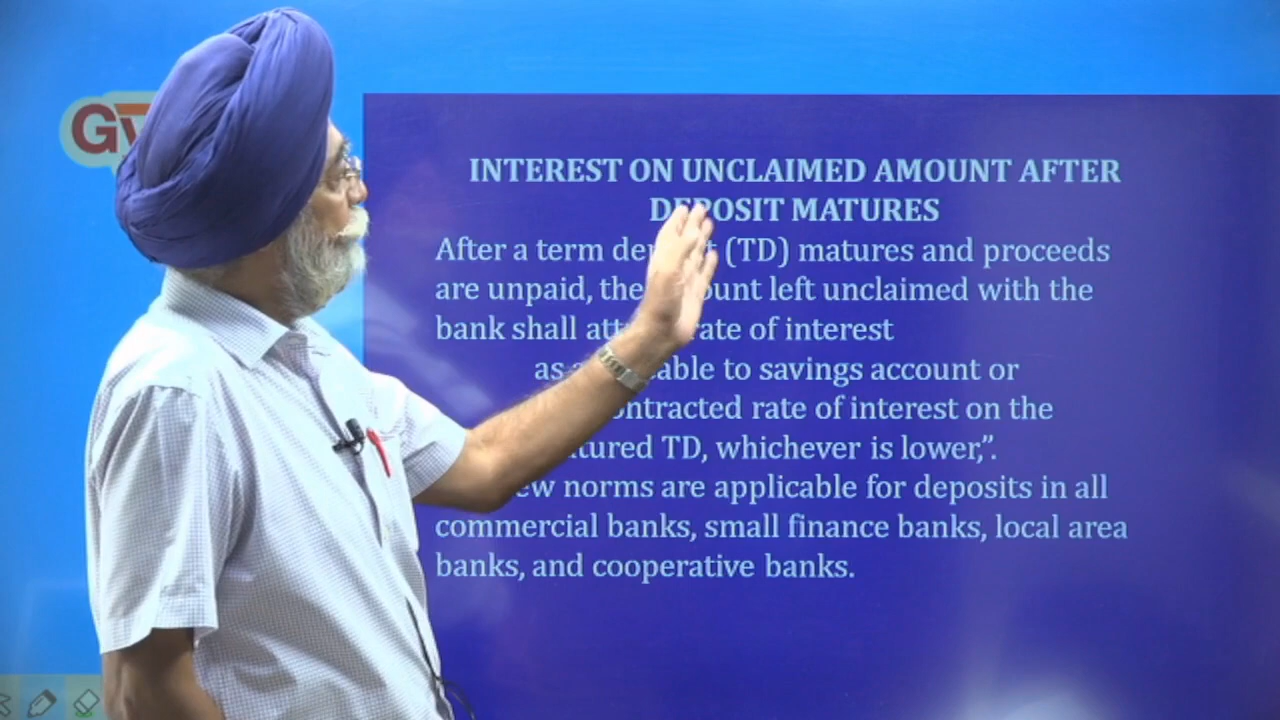 GV
INTEREST ON UNCLAIMED AMOUNT AFTER
DEPOSIT MATURES
After a term (TD) matures and proceeds
are unpaid, the left unclaimed with the
bank shall rate of interest
as to savings account or
rate of interest on the
TD, whichever is lower,”.
norms are applicable for deposits in all
commercial banks, small finance banks, local area
banks, and cooperative banks.